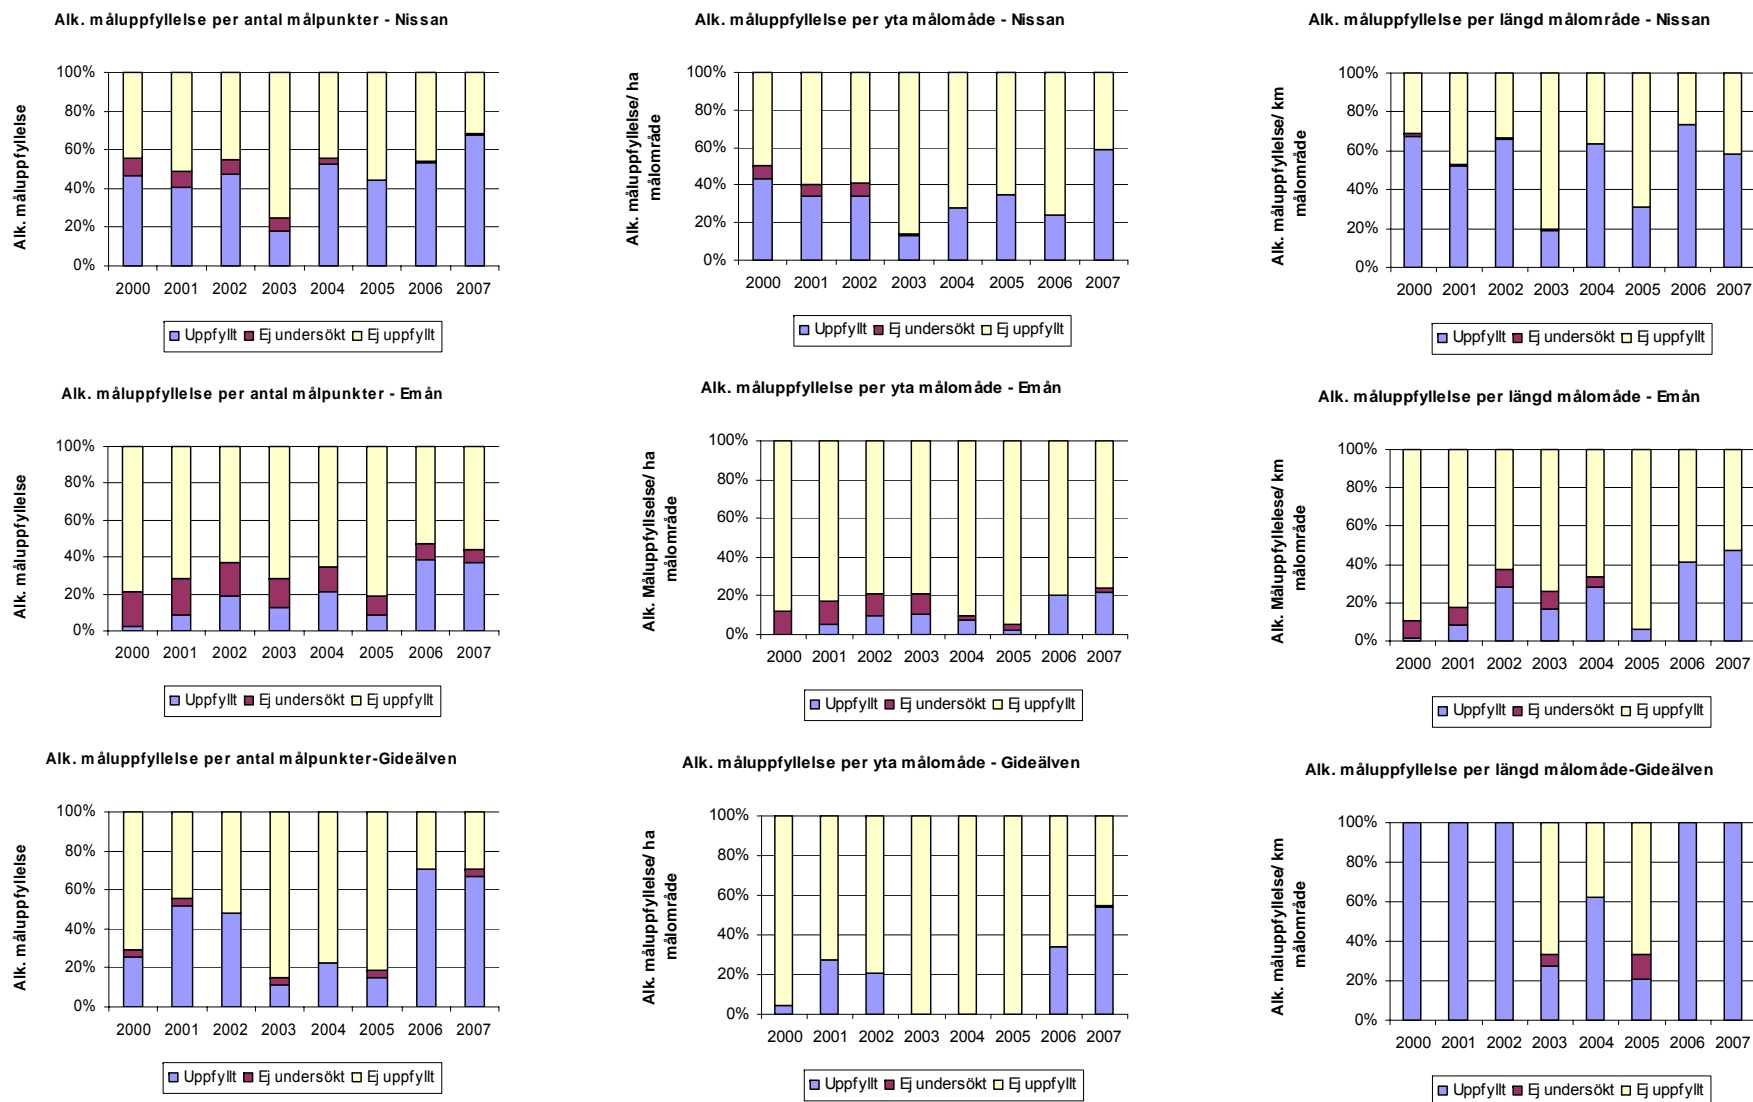 Alk. måluppfyllelse per antal målpunkter - Nissan
Alk. måluppfyllelse
100%
80%
60%
40%
20%
0%
2000 2001 2002 2003 2004 2005 2006 2007
Uppfyllt Ej undersökt Ej uppfyllt
Alk. måluppfyllelse per yta målomåde - Nissan
Alk. måluppfyllelse/ ha
målområde
100%
80%
60%
40%
20%
0%
2000 2001 2002 2003 2004 2005 2006 2007
Uppfyllt Ej undersökt Ej uppfyllt
Alk. måluppfyllelse per längd målområde - Nissan
Alk. måluppfyllelse/ km
målområde
100%
80%
60%
40%
20%
0%
2000 2001 2002 2003 2004 2005 2006 2007
Uppfyllt Ej undersökt Ej uppfyllt
Alk. måluppfyllelse per antal målpunkter - Emån
Alk. måluppfyllelse
100%
80%
60%
40%
20%
0%
2000 2001 2002 2003 2004 2005 2006 2007
Uppfyllt Ej undersökt Ej uppfyllt
Alk. måluppfyllelse per yta målomåde - Emån
Alk. Måluppfyllselse/ ha
målområde
100%
80%
60%
40%
20%
0%
2000 2001 2002 2003 2004 2005 2006 2007
Uppfyllt Ej undersökt Ej uppfyllt
Alk. måluppfyllelse per längd målomåde - Emån
Alk. Måluppfyllelese/ km
målområde
100%
80%
60%
40%
20%
0%
2000 2001 2002 2003 2004 2005 2006 2007
Uppfyllt Ej undersökt Ej uppfyllt
Alk. måluppfyllelse per antal målpunkter-Gideälven
Alk. måluppfyllelse
100%
80%
60%
40%
20%
0%
2000 2001 2002 2003 2004 2005 2006 2007
Uppfyllt Ej undersökt Ej uppfyllt
Alk. måluppfyllelse per yta målomåde - Gideälven
Alk. måluppfyllelse/ ha
målområde
100%
80%
60%
40%
20%
0%
2000 2001 2002 2003 2004 2005 2006 2007
Uppfyllt Ej undersökt Ej uppfyllt
Alk. måluppfyllelse per längd målomåde-Gideälven
Alk. måluppfyllelse/ km
målområde
100%
80%
60%
40%
20%
0%
2000 2001 2002 2003 2004 2005 2006 2007
Uppfyllt Ej undersökt Ej uppfyllt